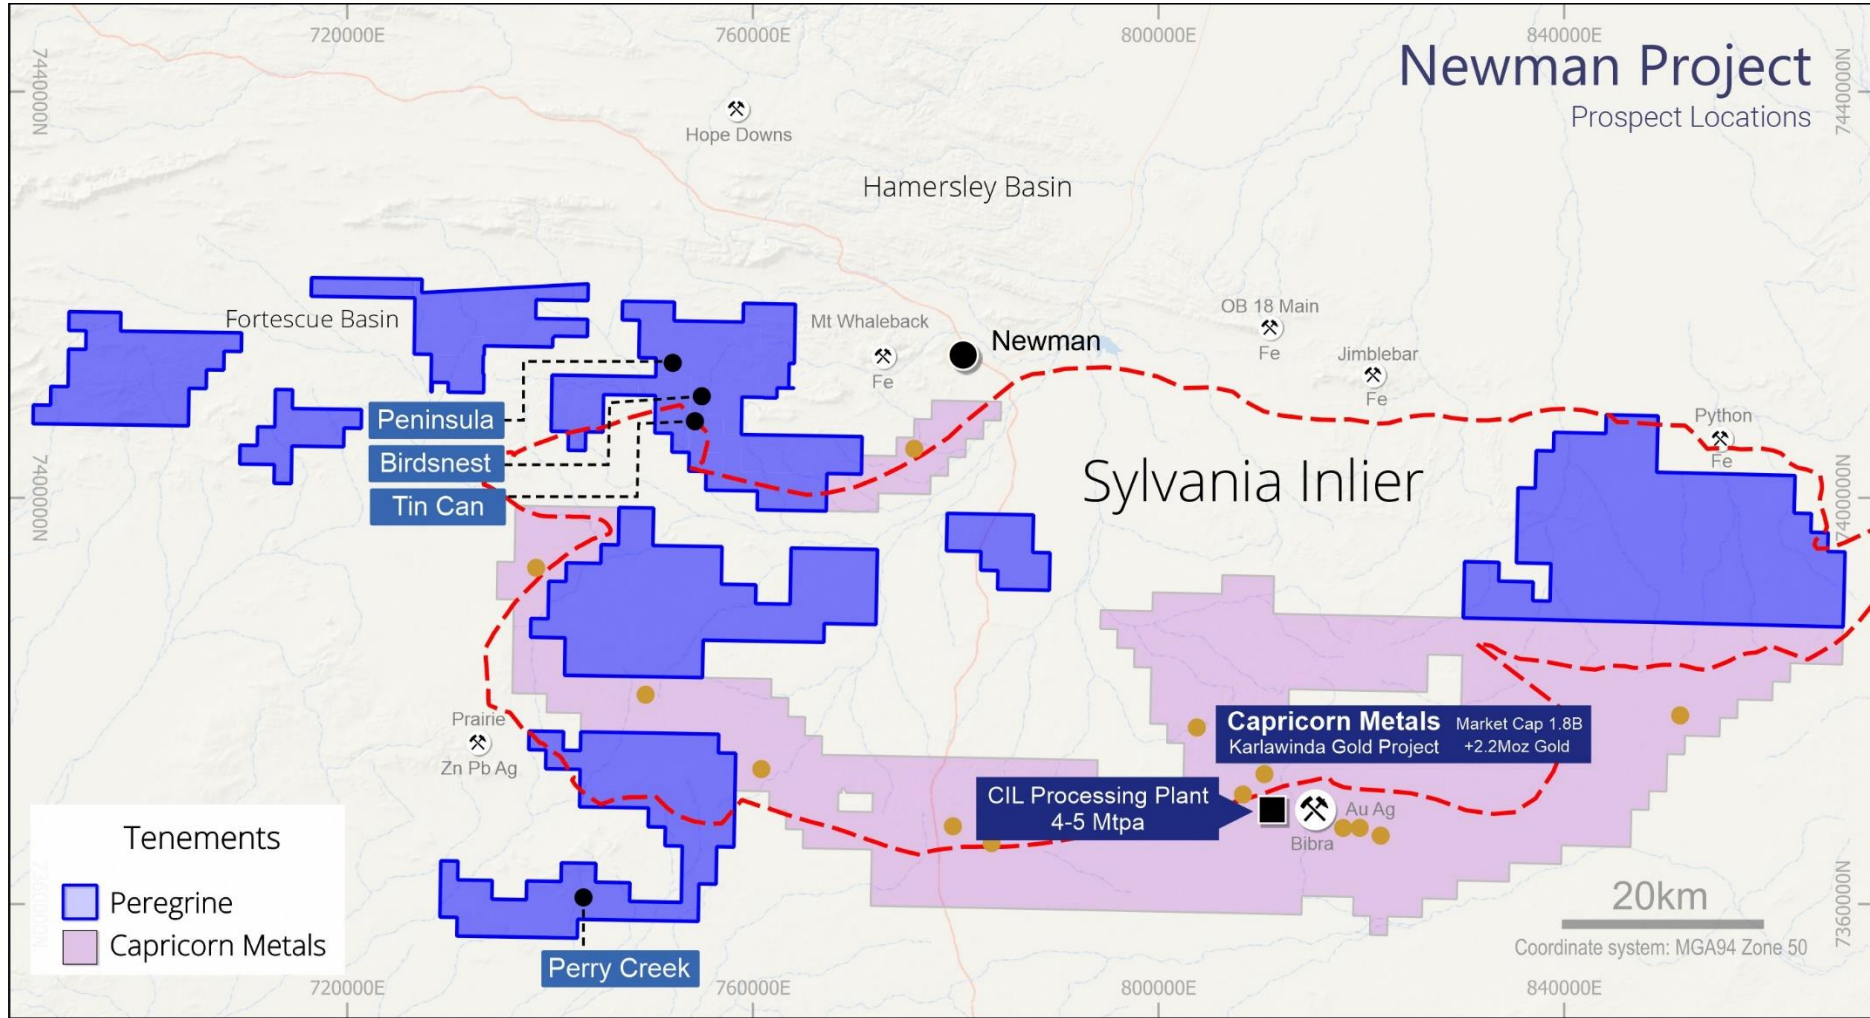 720000E
760000E
800000E
840000E
7440000N
7440000N
Newman Project
Prospect Locations
Hope Downs
Hamersley Basin
Fortescue Basin
Mt Whaleback
Fe
Newman
OB 18 Main
Fe
Jimblebar
Fe
Python
Fe
Peninsula
Birdsnest
Tin Can
Sylvania Inlier
7400000N
7400000N
Prairie
Zn Pb Ag
Capricorn Metals
Karlawinda Gold Project
Market Cap 1.8B
+2.2Moz Gold
CIL Processing Plant
4-5 Mtpa
Au Ag
Bibra
Tenements
Peregrine
Capricorn Metals
Perry Creek
20km
Coordinate system: MGA94 Zone 50
7360000N
720000E
760000E
800000E
840000E